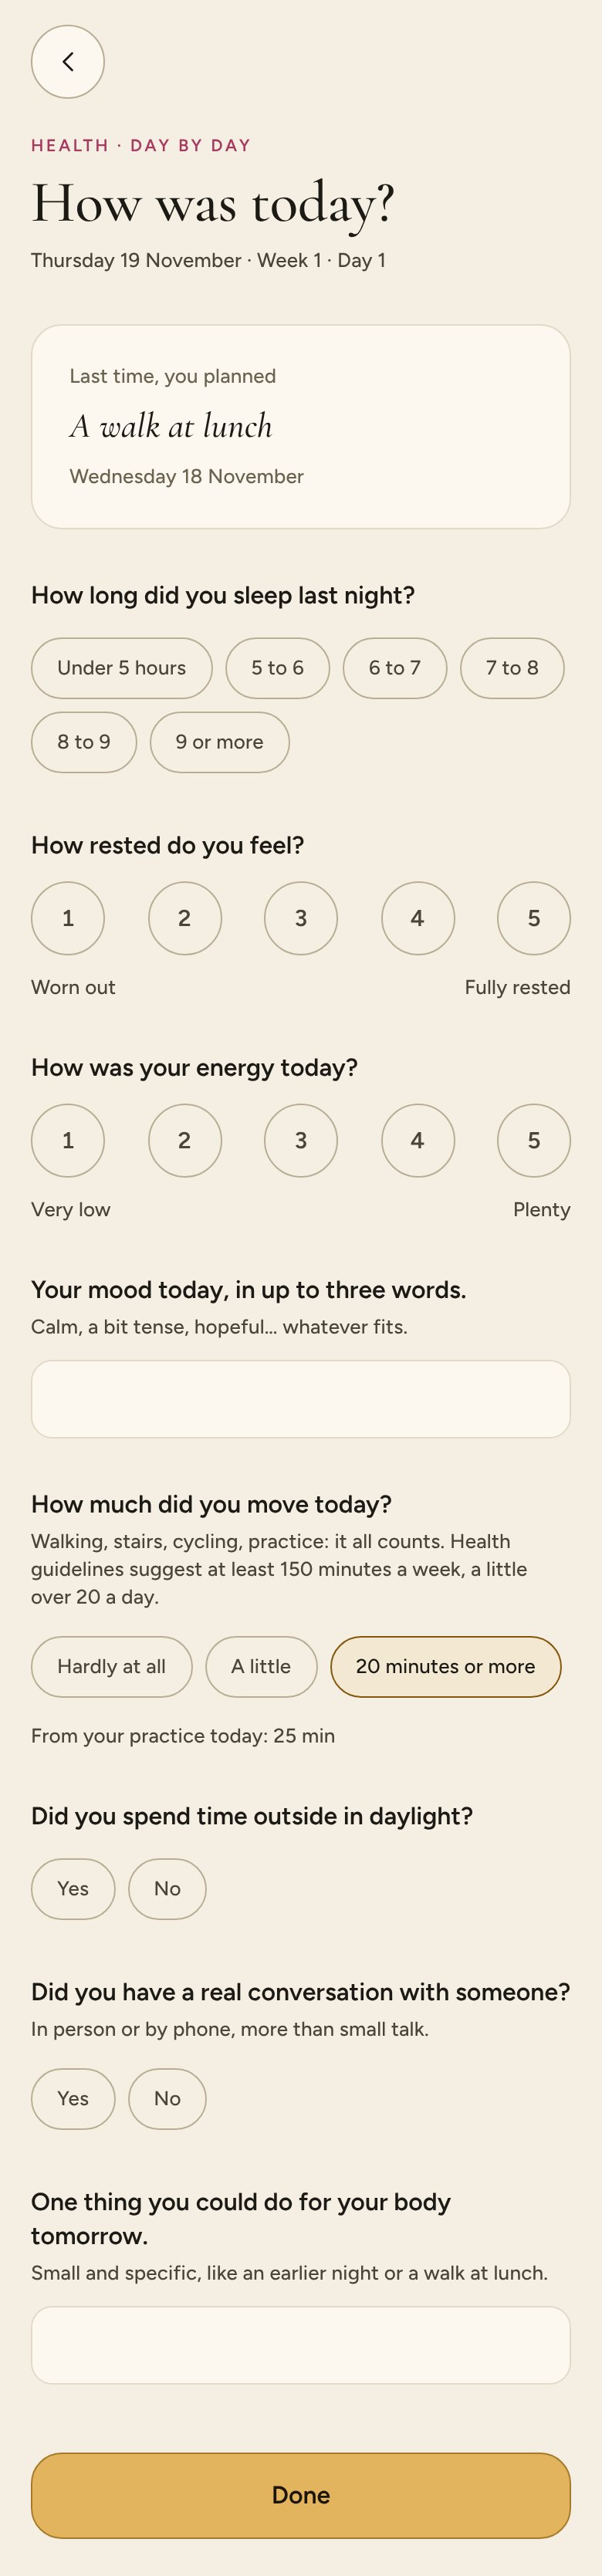 HEALTH · DAY BY DAY
How was today?
Thursday 19 November · Week 1 · Day 1
Last time, you planned
A walk at lunch
Wednesday 18 November
How long did you sleep last night?
Under 5 hours 5 to 6 6 to 7 7 to 8
8 to 9 9 or more
How rested do you feel?
1 2 3 4 5
Worn out Fully rested
How was your energy today?
1 2 3 4 5
Very low Plenty
Your mood today, in up to three words.
Calm, a bit tense, hopeful... whatever fits.
How much did you move today?
Walking, stairs, cycling, practice: it all counts. Health
guidelines suggest at least 150 minutes a week, a little
over 20 a day.
Hardly at all A little 20 minutes or more
From your practice today: 25 min
Did you spend time outside in daylight?
Yes No
Did you have a real conversation with someone?
In person or by phone, more than small talk.
Yes No
One thing you could do for your body
tomorrow.
Small and specific, like an earlier night or a walk at lunch.
Done